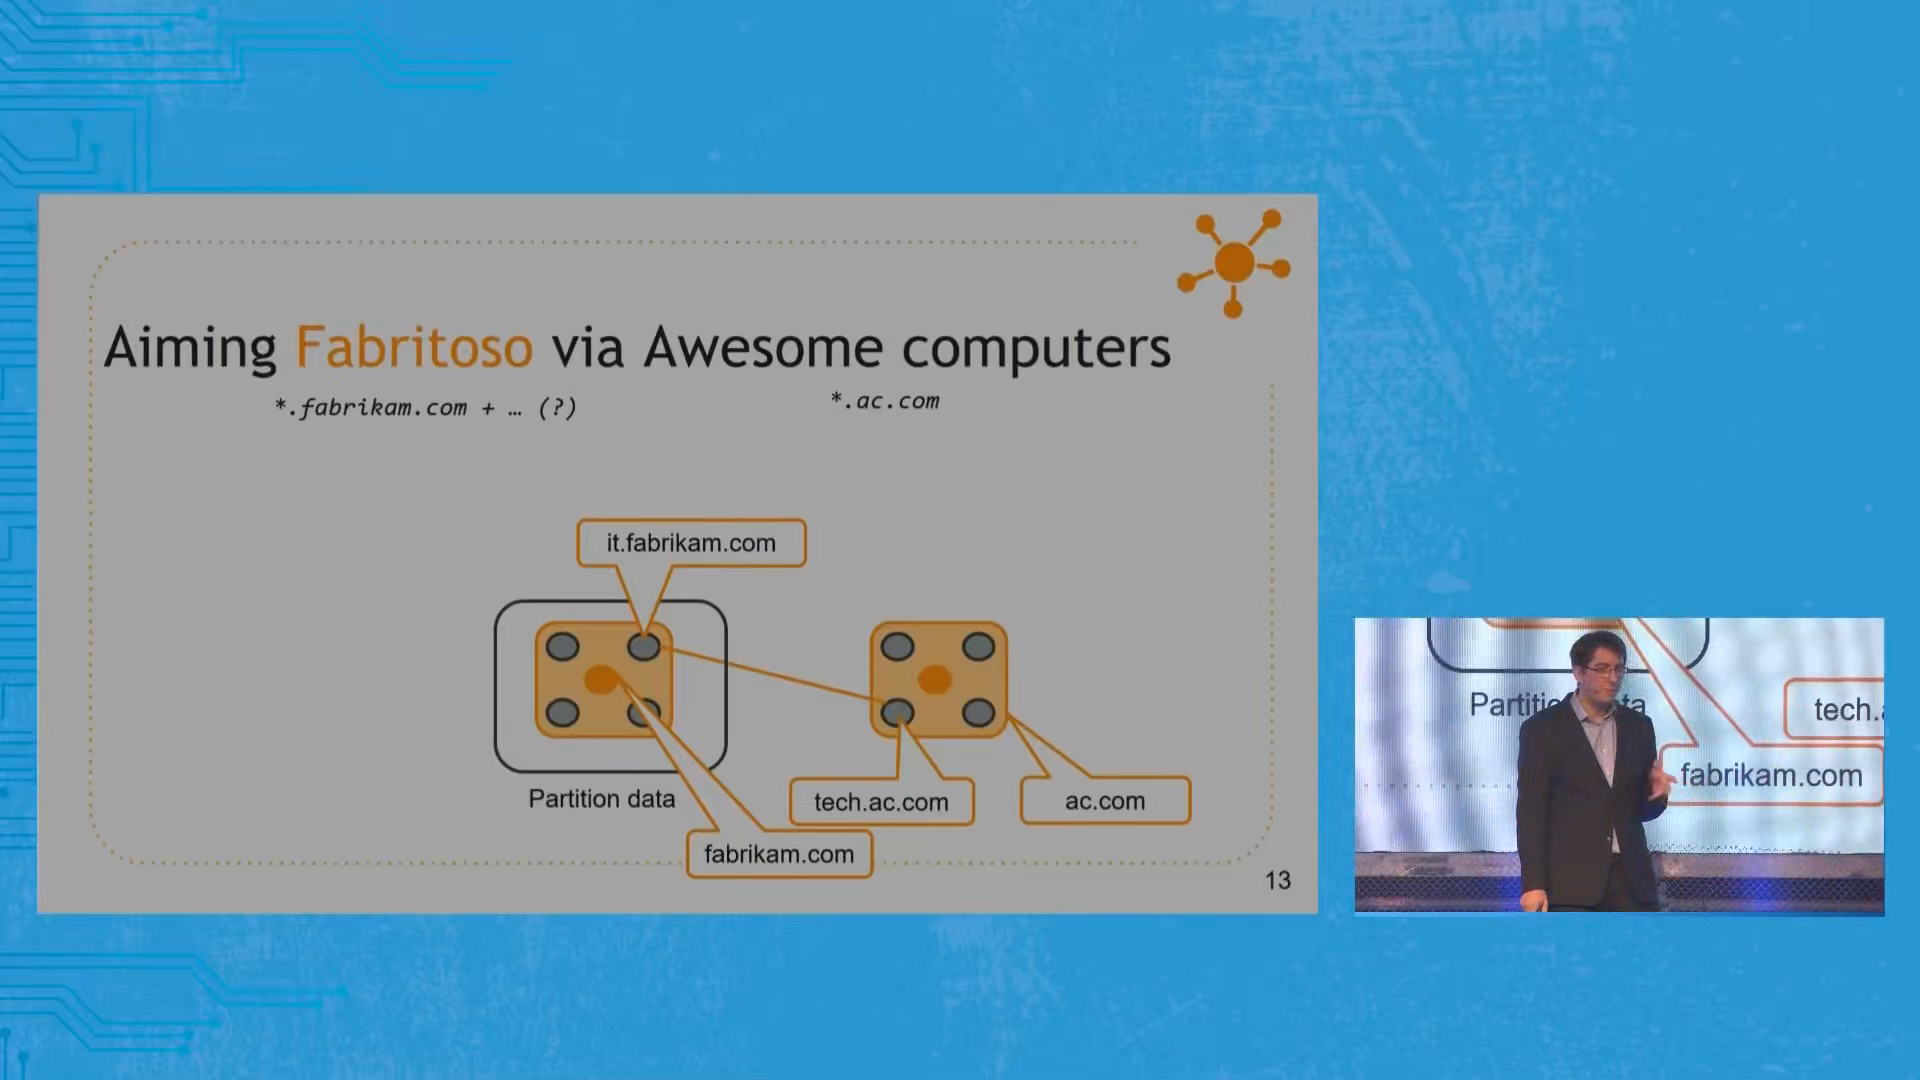 Aiming Fabritoso via Awesome computers
*.fabrikam.com + … (?)
*.ac.com
it.fabrikam.com
Partition data
tech.ac.com
ac.com
fabrikam.com
13
tech.
fabrikam.com